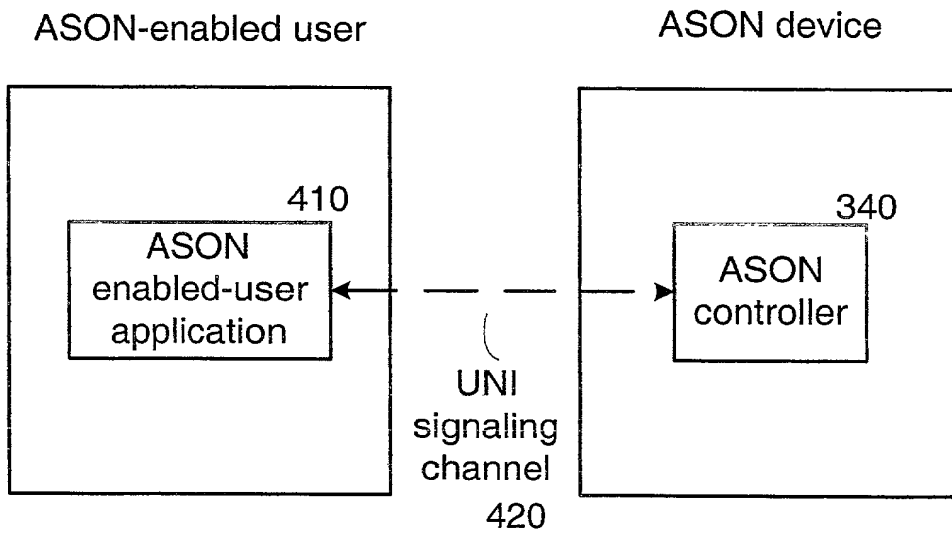 ASON-enabled user
ASON device
410
ASON
enabled-user
application
340
ASON
controller
UNI
signaling
channel
420